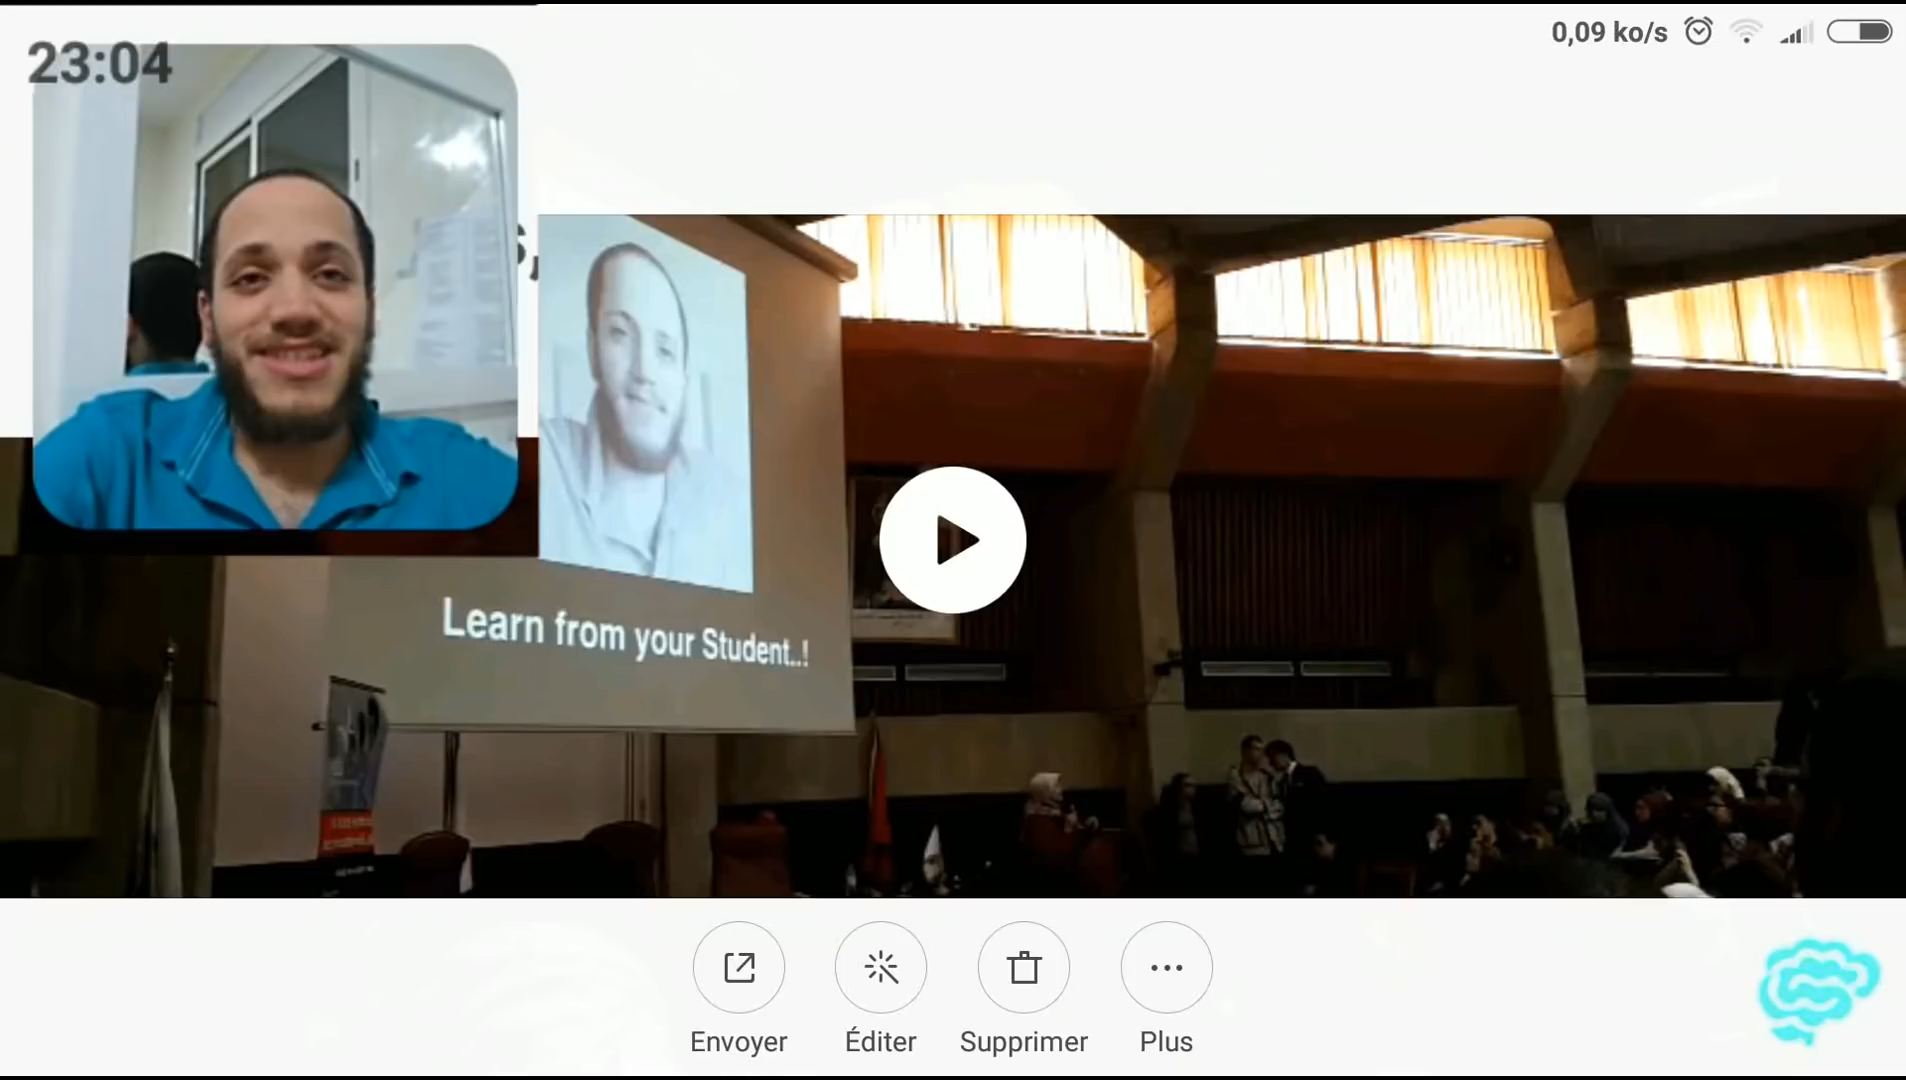 0,09 ko/s
23:04
s,
Learn from your Student..!
Envoyer
Éditer
Supprimer
Plus